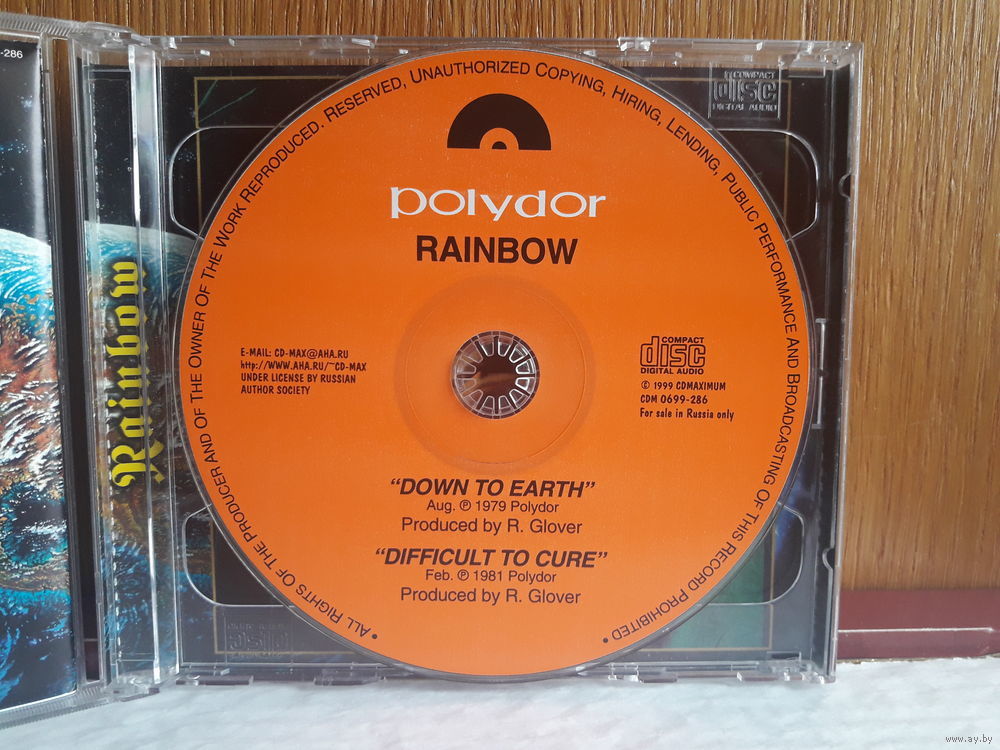 -286
Rainbow
COMPACT
disc
DIGITAL AUDIO
• ALL RIGHTS OF THE PRODUCER AND OF THE OWNER OF THE WORK REPRODUCED. RESERVED, UNAUTHORIZED COPYING, HIRING, LENDING, PUBLIC PERFORMANCE AND BROADCASTING OF THIS RECORD PROHIBITED •
polydor
RAINBOW
E-MAIL: CD-MAX@AHA.RU
http://WWW.AHA.RU/~CD-MAX
UNDER LICENSE BY RUSSIAN
AUTHOR SOCIETY
COMPACT
disc
DIGITAL AUDIO
© 1999 CDMAXIMUM
CDM 0699-286
For sale in Russia only
"DOWN TO EARTH"
Aug. ℗ 1979 Polydor
Produced by R. Glover
"DIFFICULT TO CURE"
Feb. ℗ 1981 Polydor
Produced by R. Glover
www.ay.by